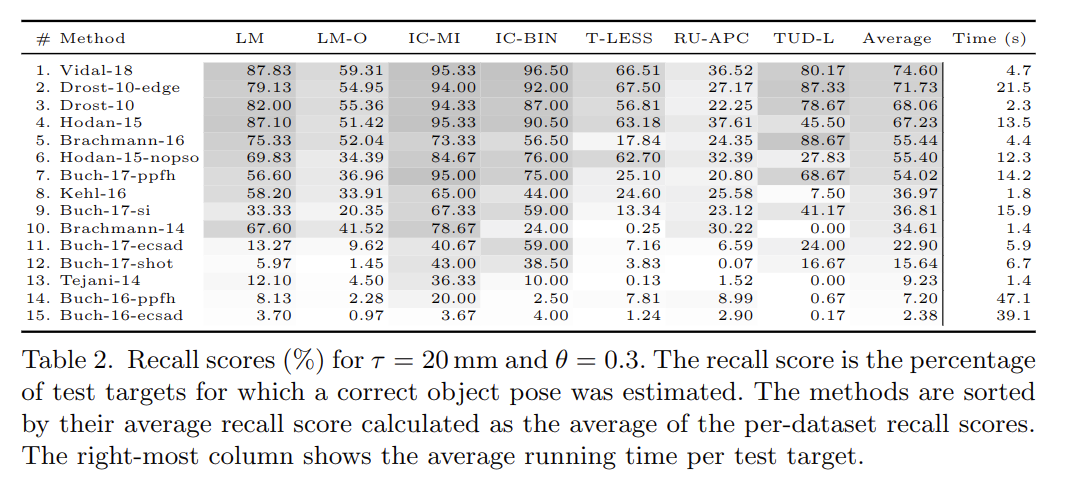 # Method LM LM-O IC-MI IC-BIN T-LESS RU-APC TUD-L Average Time (s)
1. Vidal-18 87.83 59.31 95.33 96.50 66.51 36.52 80.17 74.60 4.7
2. Drost-10-edge 79.13 54.95 94.00 92.00 67.50 27.17 87.33 71.73 21.5
3. Drost-10 82.00 55.36 94.33 87.00 56.81 22.25 78.67 68.06 2.3
4. Hodan-15 87.10 51.42 95.33 90.50 63.18 37.61 45.50 67.23 13.5
5. Brachmann-16 75.33 52.04 73.33 56.50 17.84 24.35 88.67 55.44 4.4
6. Hodan-15-nopso 69.83 34.39 84.67 76.00 62.70 32.39 27.83 55.40 12.3
7. Buch-17-ppfh 56.60 36.96 95.00 75.00 25.10 20.80 68.67 54.02 14.2
8. Kehl-16 58.20 33.91 65.00 44.00 24.60 25.58 7.50 36.97 1.8
9. Buch-17-si 33.33 20.35 67.33 59.00 13.34 23.12 41.17 36.81 15.9
10. Brachmann-14 67.60 41.52 78.67 24.00 0.25 30.22 0.00 34.61 1.4
11. Buch-17-ecsad 13.27 9.62 40.67 59.00 7.16 6.59 24.00 22.90 5.9
12. Buch-17-shot 5.97 1.45 43.00 38.50 3.83 0.07 16.67 15.64 6.7
13. Tejani-14 12.10 4.50 36.33 10.00 0.13 1.52 0.00 9.23 1.4
14. Buch-16-ppfh 8.13 2.28 20.00 2.50 7.81 8.99 0.67 7.20 47.1
15. Buch-16-ecsad 3.70 0.97 3.67 4.00 1.24 2.90 0.17 2.38 39.1
Table 2. Recall scores (%) for τ = 20 mm and θ = 0.3. The recall score is the percentage
of test targets for which a correct object pose was estimated. The methods are sorted
by their average recall score calculated as the average of the per-dataset recall scores.
The right-most column shows the average running time per test target.